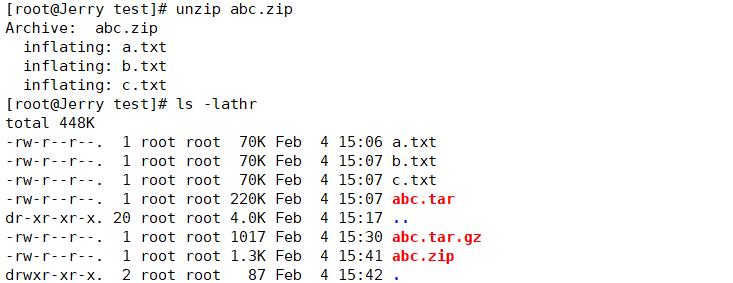 [root@Jerry test]# unzip abc.zip
Archive:  abc.zip
  inflating: a.txt
  inflating: b.txt
  inflating: c.txt
[root@Jerry test]# ls -lathr
total 448K
-rw-r--r--.  1 root root  70K Feb  4 15:06 a.txt
-rw-r--r--.  1 root root  70K Feb  4 15:07 b.txt
-rw-r--r--.  1 root root  70K Feb  4 15:07 c.txt
-rw-r--r--.  1 root root 220K Feb  4 15:07 abc.tar
dr-xr-xr-x. 20 root root 4.0K Feb  4 15:17 ..
-rw-r--r--.  1 root root 1017 Feb  4 15:30 abc.tar.gz
-rw-r--r--.  1 root root 1.3K Feb  4 15:41 abc.zip
drwxr-xr-x.  2 root root   87 Feb  4 15:42 .